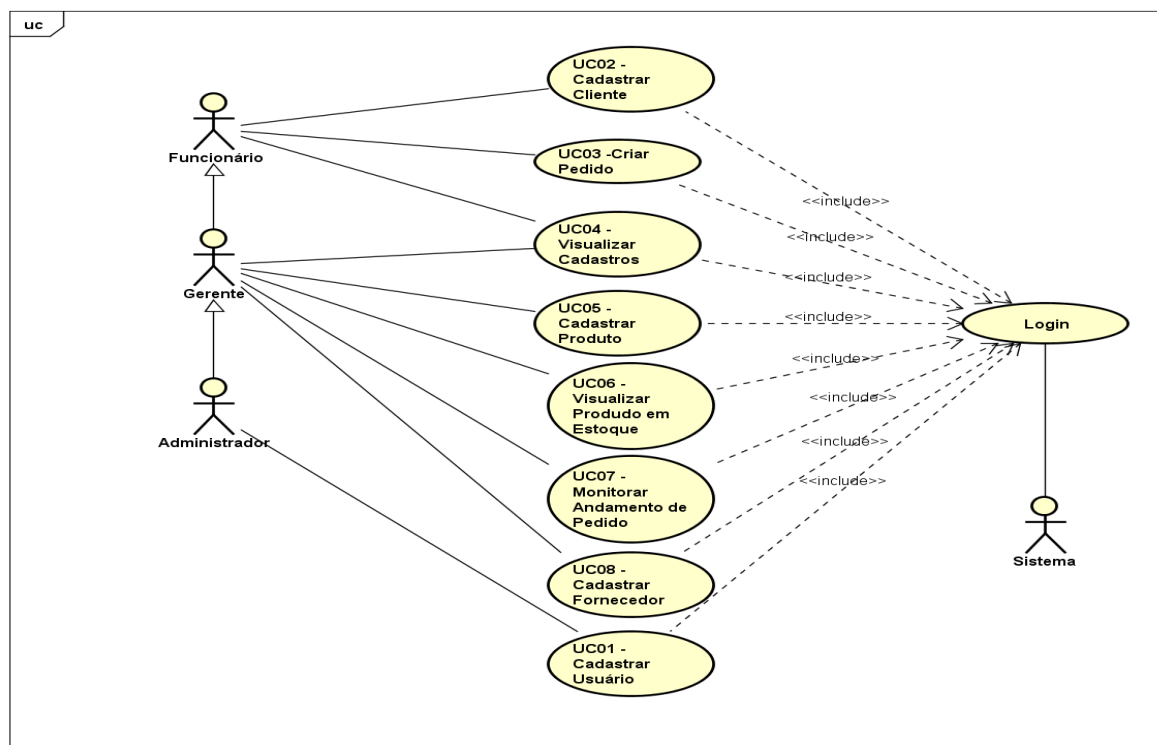 uc
UC02 -
Cadastrar
Cliente
Funcionário
UC03 -Criar
Pedido
<<include>>
<<include>>
UC04 -
Visualizar
Cadastros
Gerente
<<include>>
UC05 -
Cadastrar
Produto
<<include>>
Login
UC06 -
Visualizar
Produdo em
Estoque
<<include>>
Administrador
<<include>>
UC07 -
Monitorar
Andamento de
Pedido
<<include>>
<<include>>
Sistema
UC08 -
Cadastrar
Fornecedor
UC01 -
Cadastrar
Usuário